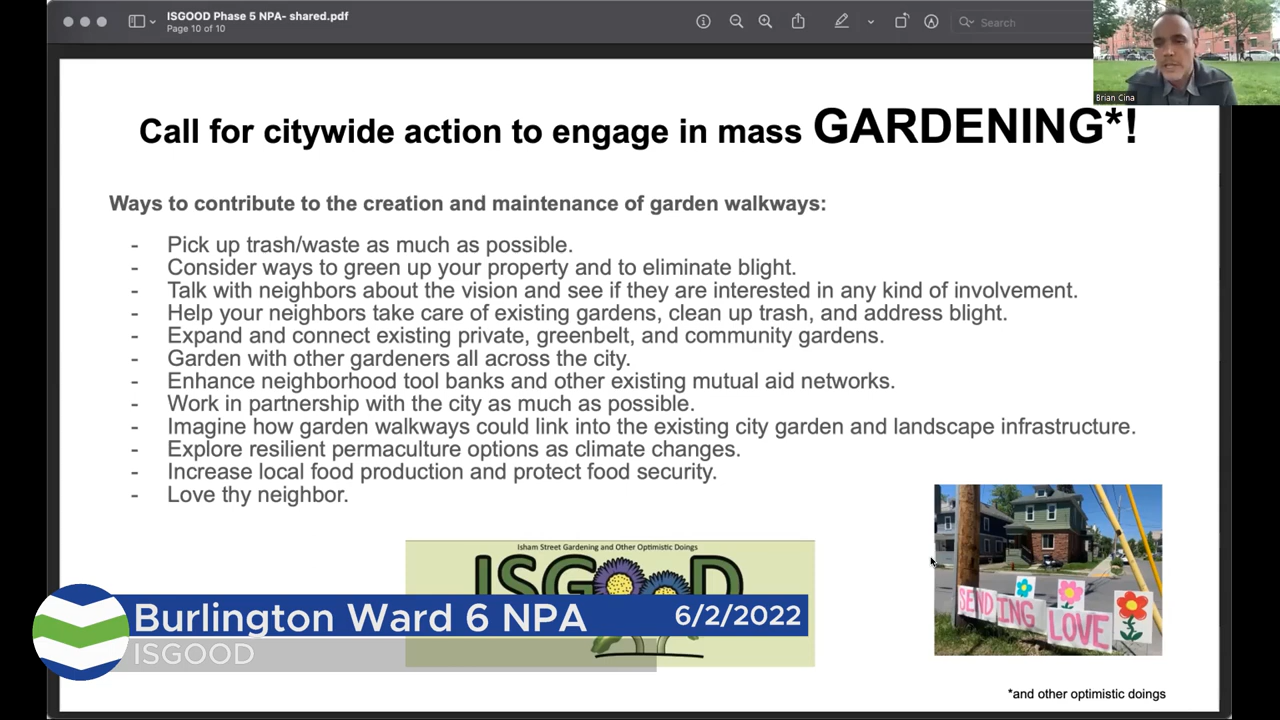 ISGOOD Phase 5 NPA- shared.pdf
Page 10 of 10
Search
Brian Cina
Call for citywide action to engage in mass GARDENING*!
Ways to contribute to the creation and maintenance of garden walkways:
- Pick up trash/waste as much as possible.
- Consider ways to green up your property and to eliminate blight.
- Talk with neighbors about the vision and see if they are interested in any kind of involvement.
- Help your neighbors take care of existing gardens, clean up trash, and address blight.
- Expand and connect existing private, greenbelt, and community gardens.
- Garden with other gardeners all across the city.
- Enhance neighborhood tool banks and other existing mutual aid networks.
- Work in partnership with the city as much as possible.
- Imagine how garden walkways could link into the existing city garden and landscape infrastructure.
- Explore resilient permaculture options as climate changes.
- Increase local food production and protect food security.
- Love thy neighbor.
Isham Street Gardening and Other Optimistic Doings
ISGOOD
SENDING LOVE
Burlington Ward 6 NPA 6/2/2022
ISGOOD
*and other optimistic doings